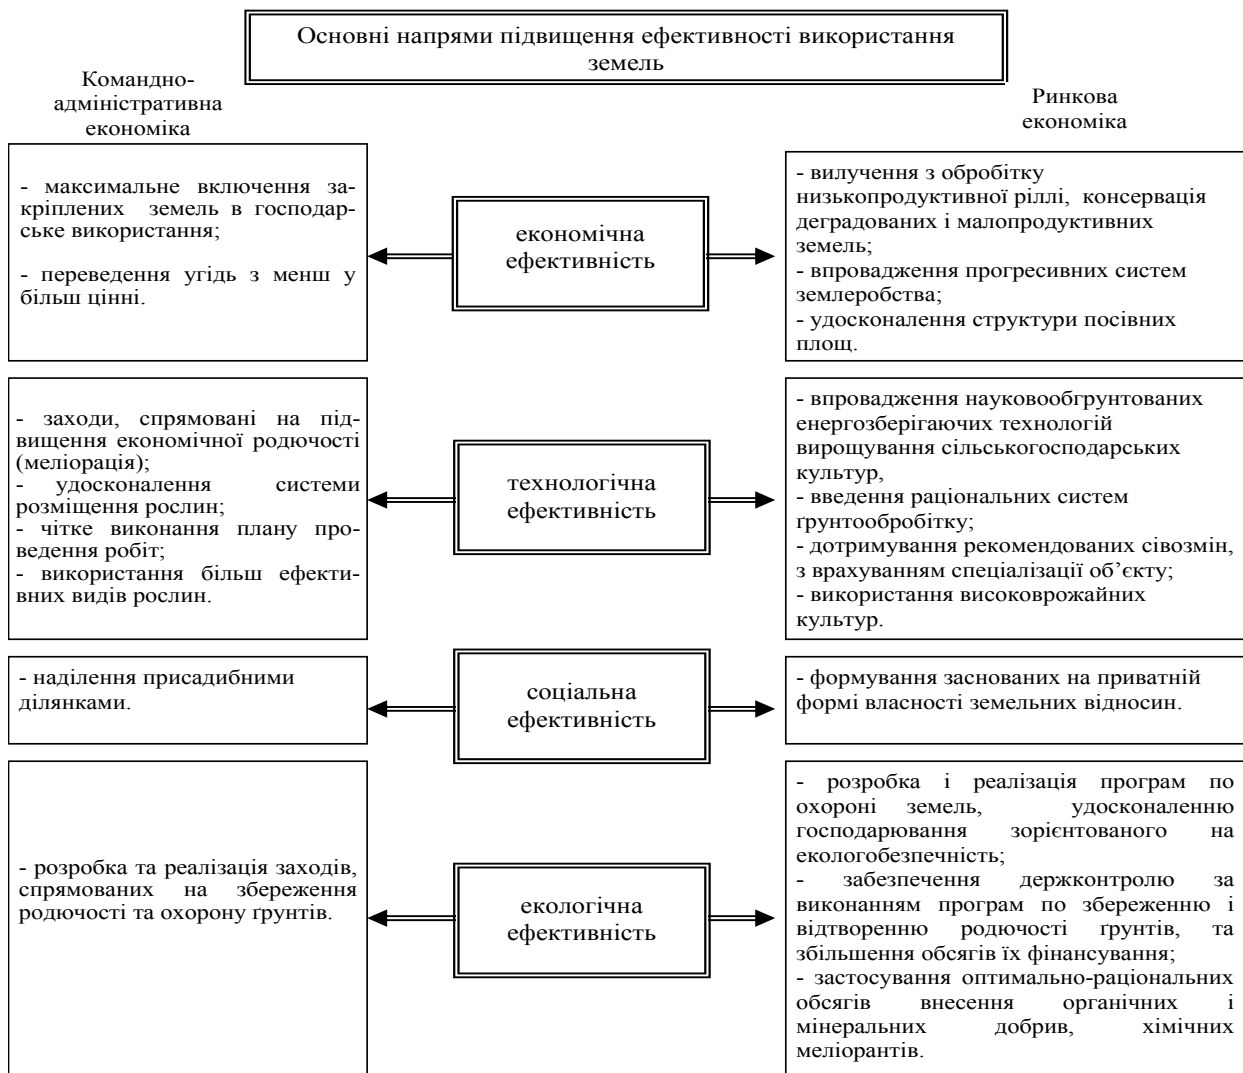 Основні напрями підвищення ефективності використання
земель
Командно-
адміністративна
економіка
Ринкова
економіка
- максимальне включення за-
кріплених земель в господар-
ське використання;
- переведення угідь з менш у
більш цінні.
економічна
ефективність
- вилучення з обробітку
низькопродуктивної ріллі, консервація
деградованих і малопродуктивних
земель;
- впровадження прогресивних систем
землеробства;
- удосконалення структури посівних
площ.
- заходи, спрямовані на під-
вищення економічної родючості
(меліорація);
- удосконалення системи
розміщення рослин;
- чітке виконання плану про-
ведення робіт;
- використання більш ефекти-
вних видів рослин.
технологічна
ефективність
- впровадження науковообгрунтованих
енергозберігаючих технологій
вирощування сільськогосподарських
культур,
- введення раціональних систем
ґрунтообробітку;
- дотримування рекомендованих сівозмін,
з врахуванням спеціалізації об’єкту;
- використання високоврожайних
культур.
- наділення присадибними
ділянками.
соціальна
ефективність
- формування заснованих на приватній
формі власності земельних відносин.
- розробка та реалізація заходів,
спрямованих на збереження
родючості та охорону ґрунтів.
екологічна
ефективність
- розробка і реалізація програм по
охороні земель, удосконаленню
господарювання зорієнтованого на
екологобезпечність;
- забезпечення держконтролю за
виконанням програм по збереженню і
відтворенню родючості ґрунтів, та
збільшення обсягів їх фінансування;
- застосування оптимально-раціональних
обсягів внесення органічних і
мінеральних добрив, хімічних
меліорантів.